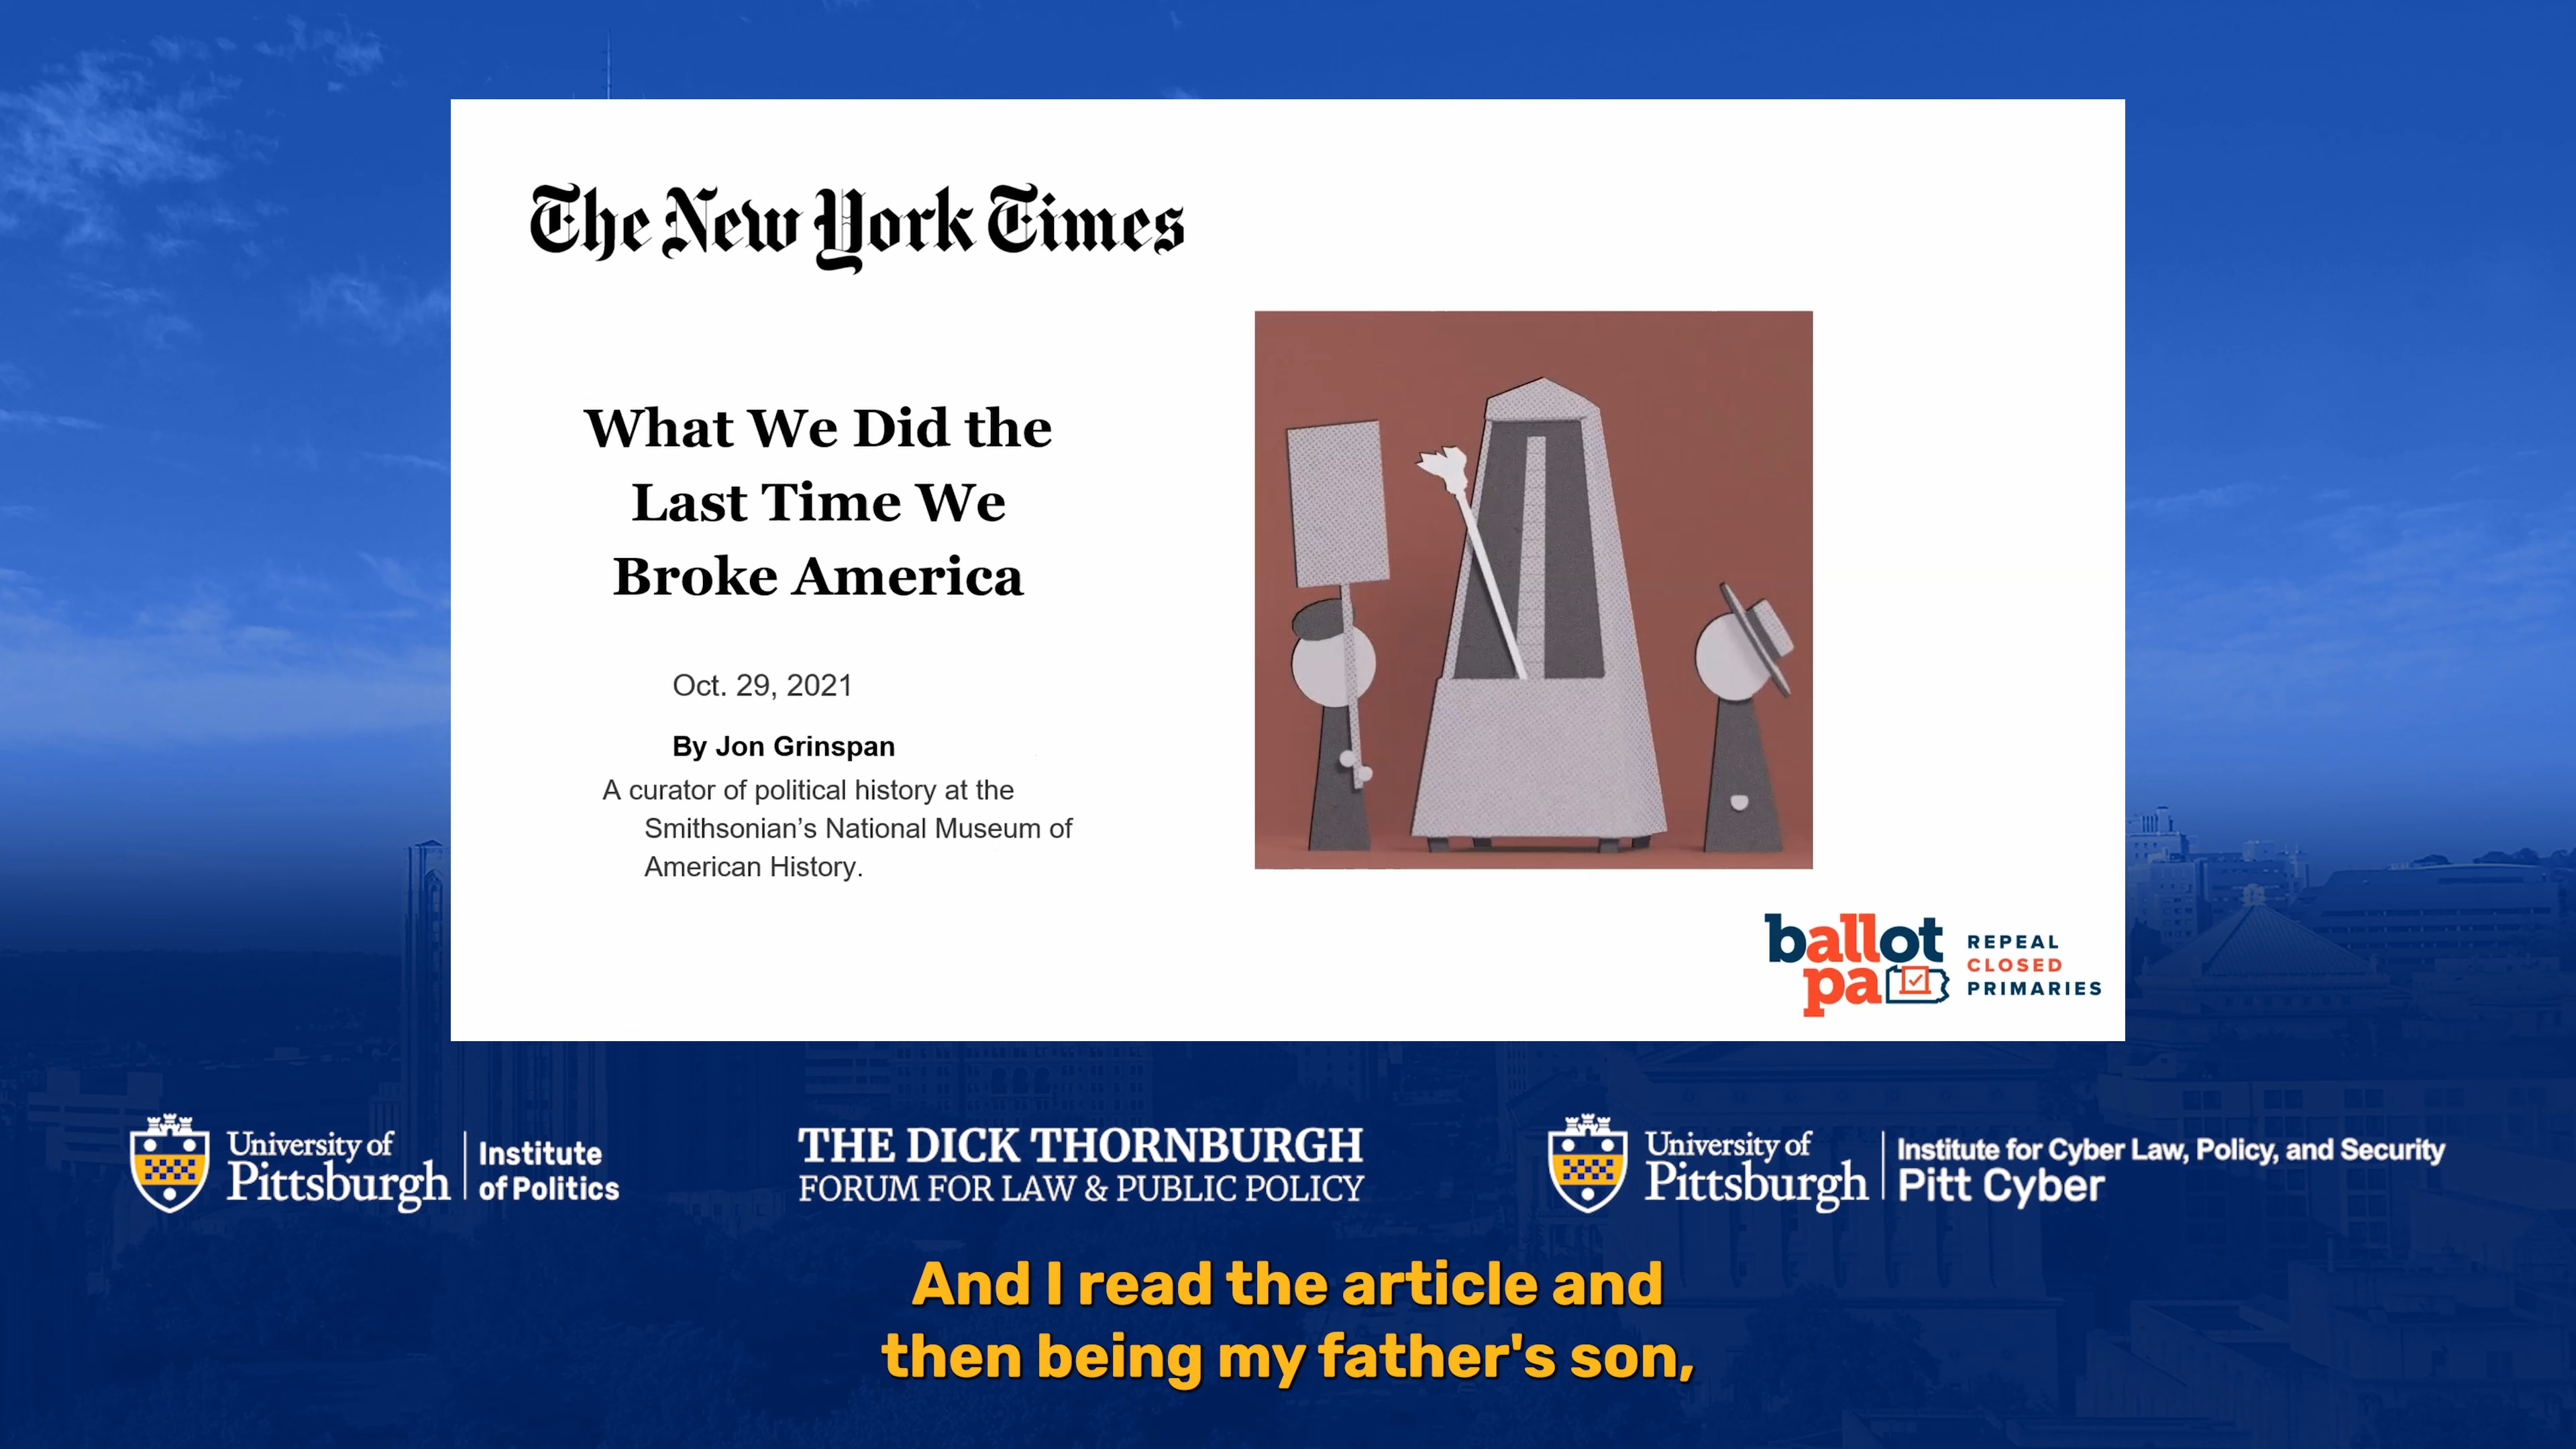 The New York Times
What We Did the
Last Time We
Broke America
Oct. 29, 2021
By Jon Grinspan
A curator of political history at the
Smithsonian’s National Museum of
American History.
ballot
pa
REPEAL
CLOSED
PRIMARIES
University of
Pittsburgh
Institute
of Politics
THE DICK THORNBURGH
FORUM FOR LAW & PUBLIC POLICY
University of
Pittsburgh
Institute for Cyber Law, Policy, and Security
Pitt Cyber
And I read the article and
then being my father's son,